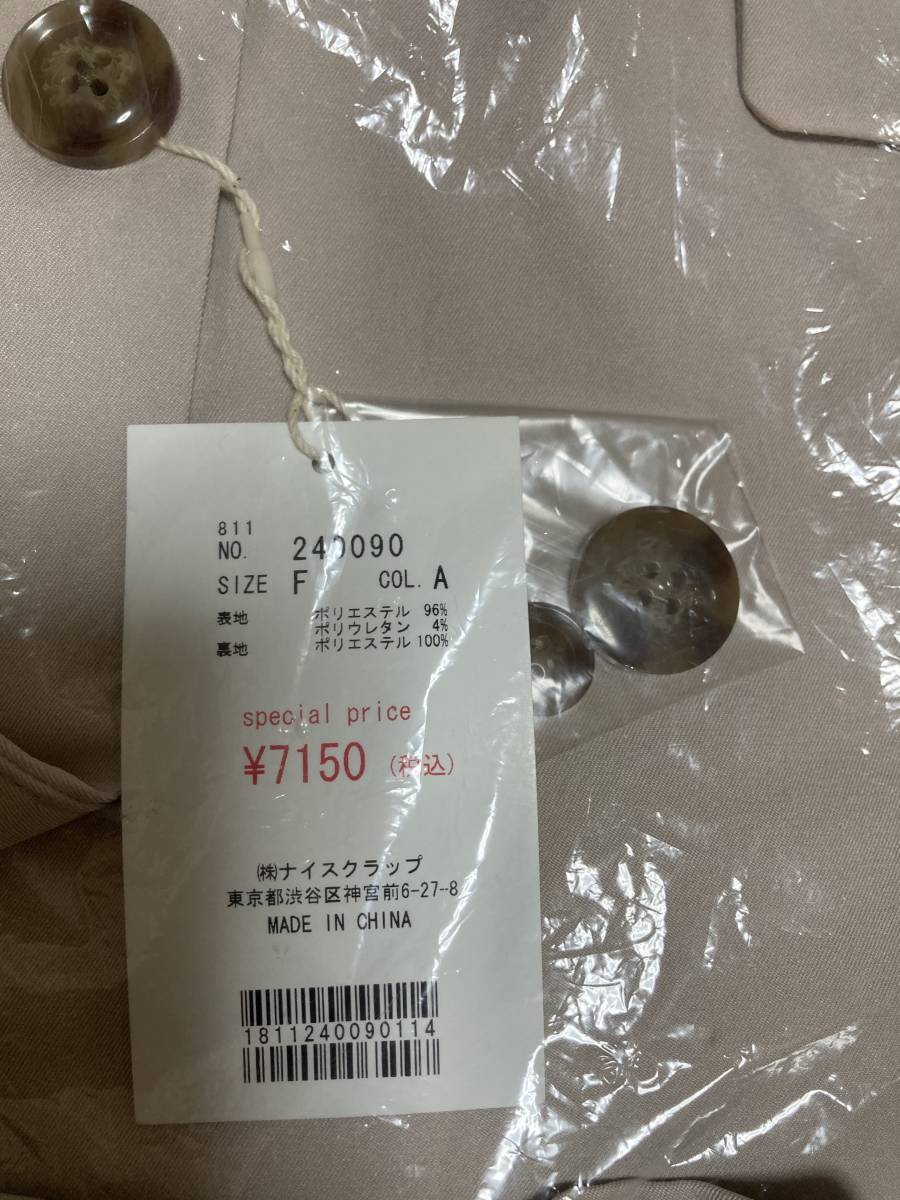 811
NO. 240090
SIZE F COL. A
表地 ポリエステル 96%
ポリウレタン 4%
裏地 ポリエステル 100%
special price
¥7150 (税込)
㈱ナイスクラップ
東京都渋谷区神宮前6-27-8
MADE IN CHINA
1811240090114